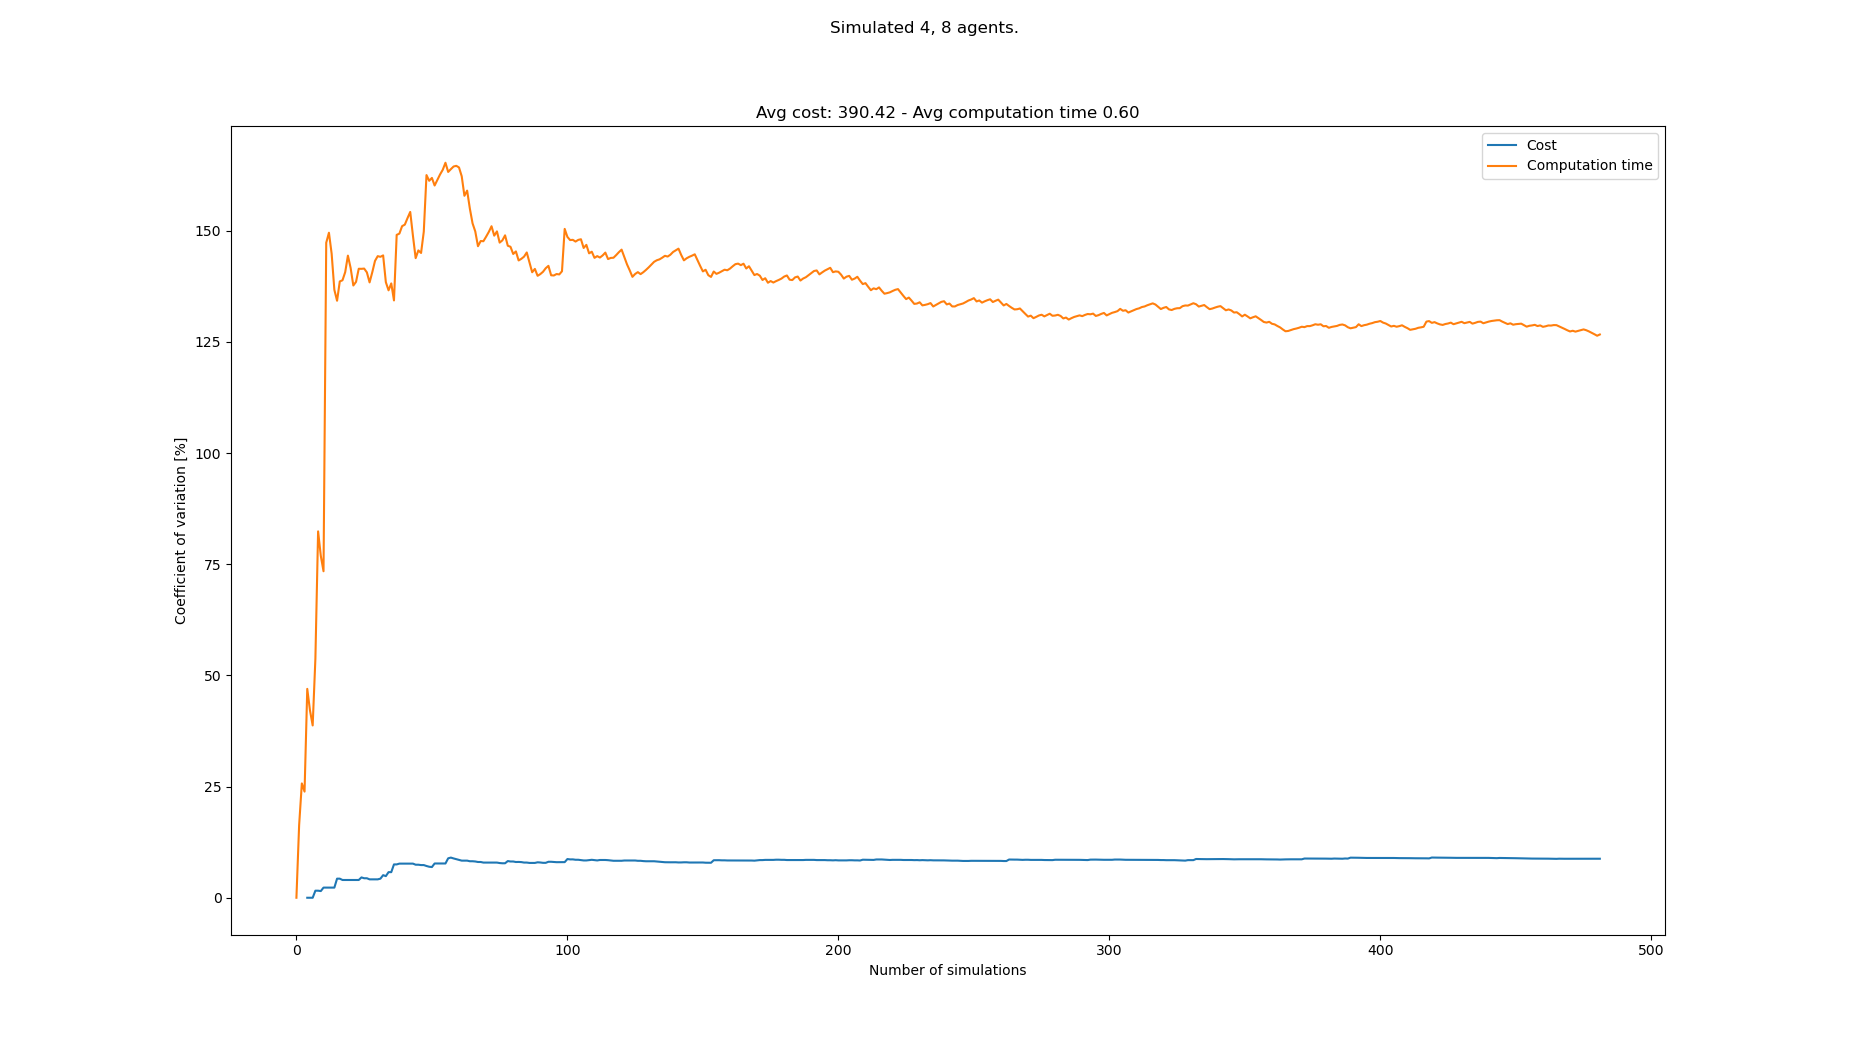 Simulated 4, 8 agents.
Avg cost: 390.42 - Avg computation time 0.60
Cost
Computation time
Coefficient of variation [%]
150
125
100
75
50
25
0
0 100 200 300 400 500
Number of simulations